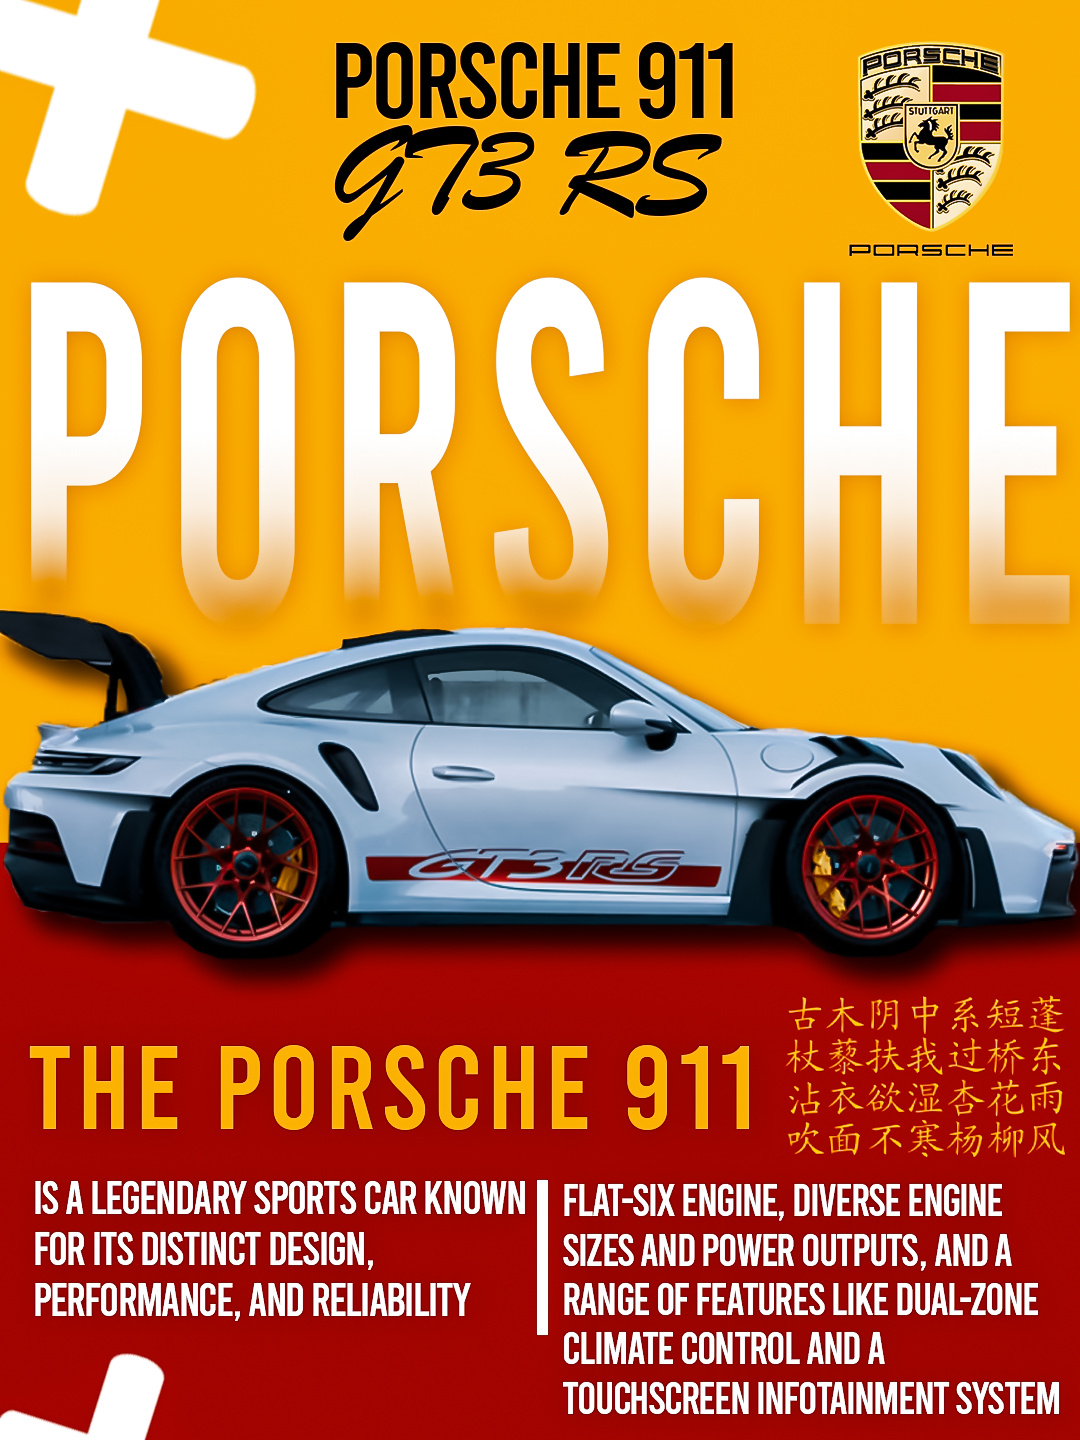 PORSCHE 911
GT3 RS
PORSCHE
STUTTGART
PORSCHE
PORSCHE
GT3 RS
古木阴中系短蓬
杖藜扶我过桥东
沾衣欲湿杏花雨
吹面不寒杨柳风
THE PORSCHE 911
IS A LEGENDARY SPORTS CAR KNOWN
FOR ITS DISTINCT DESIGN,
PERFORMANCE, AND RELIABILITY
FLAT-SIX ENGINE, DIVERSE ENGINE
SIZES AND POWER OUTPUTS, AND A
RANGE OF FEATURES LIKE DUAL-ZONE
CLIMATE CONTROL AND A
TOUCHSCREEN INFOTAINMENT SYSTEM